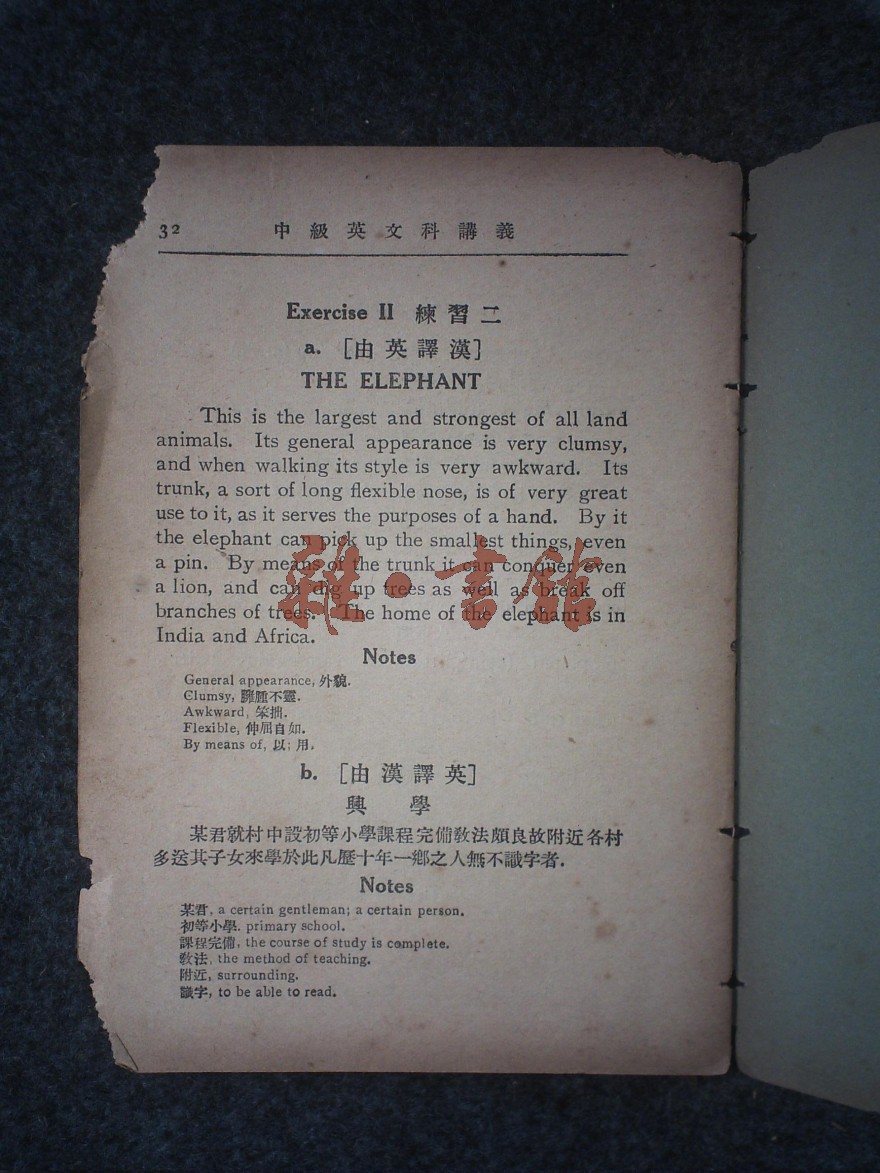 32 中級英文科講義
Exercise II 練習二
a. [由英譯漢]
THE ELEPHANT
This is the largest and strongest of all land
animals. Its general appearance is very clumsy,
and when walking its style is very awkward. Its
trunk, a sort of long flexible nose, is of very great
use to it, as it serves the purposes of a hand. By it
the elephant can pick up the smallest things, even
a pin. By means of the trunk it can conquer even
a lion, and can dig up trees as well as break off
branches of trees. The home of the elephant is in
India and Africa.
雜·書館
Notes
General appearance, 外貌.
Clumsy, 臃腫不靈.
Awkward, 笨拙.
Flexible, 伸屈自如.
By means of, 以; 用.
b. [由漢譯英]
興學
某君就村中設初等小學課程完備敎法頗良故附近各村
多送其子女來學於此凡歷十年一鄉之人無不識字者.
Notes
某君, a certain gentleman; a certain person.
初等小學. primary school.
課程完備, the course of study is complete.
敎法, the method of teaching.
附近, surrounding.
識字, to be able to read.